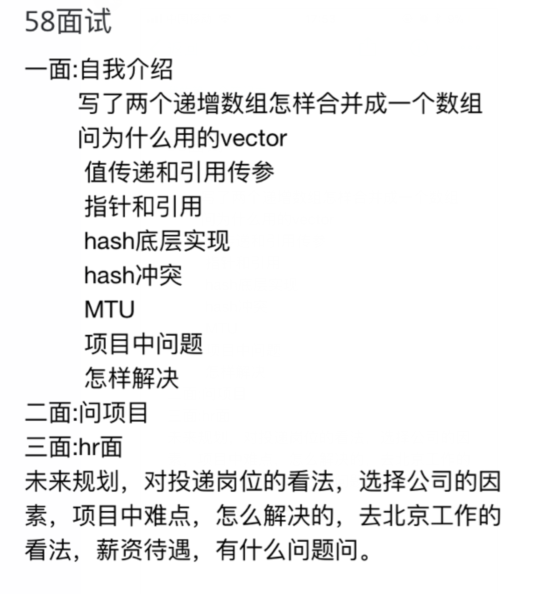 58面试
一面:自我介绍
写了两个递增数组怎样合并成一个数组
问为什么用的vector
值传递和引用传参
指针和引用
hash底层实现
hash冲突
MTU
项目中问题
怎样解决
二面:问项目
三面:hr面
未来规划，对投递岗位的看法，选择公司的因
素，项目中难点，怎么解决的，去北京工作的
看法，薪资待遇，有什么问题问。